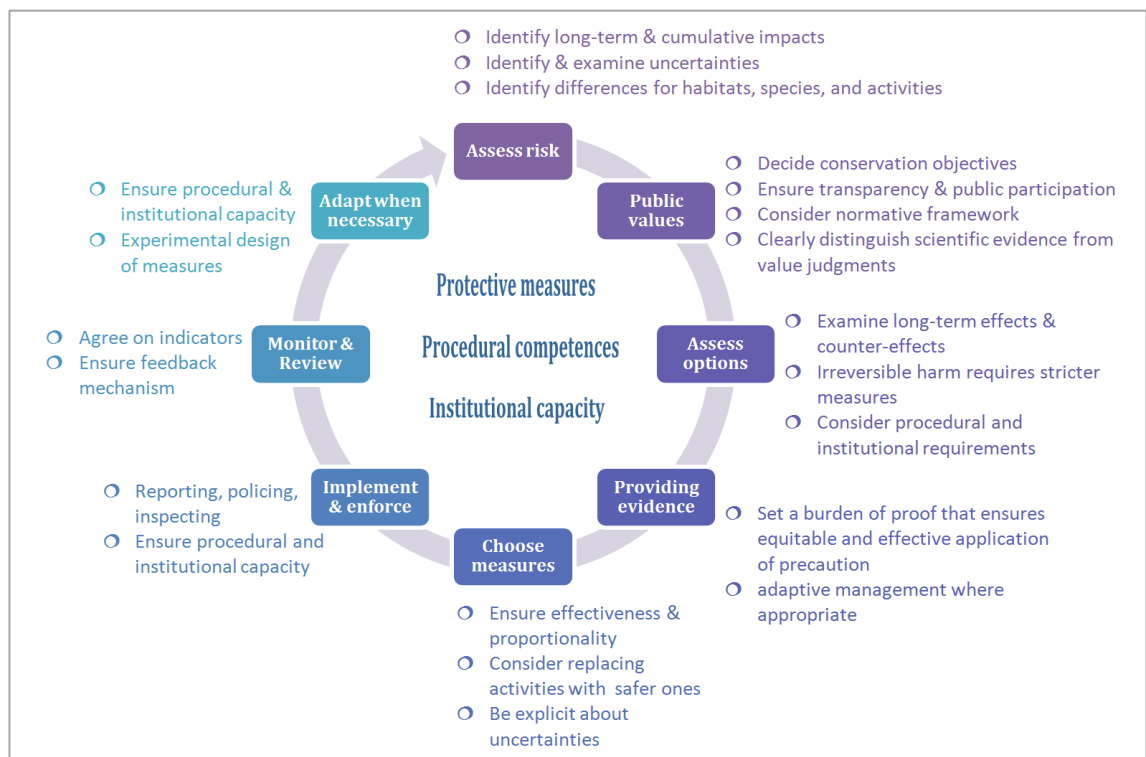 Identify long-term & cumulative impacts
Identify & examine uncertainties
Identify differences for habitats, species, and activities
Assess risk
Public
values
Decide conservation objectives
Ensure transparency & public participation
Consider normative framework
Clearly distinguish scientific evidence from
value judgments
Assess
options
Examine long-term effects &
counter-effects
Irreversible harm requires stricter
measures
Consider procedural and
institutional requirements
Providing
evidence
Set a burden of proof that ensures
equitable and effective application
of precaution
adaptive management where
appropriate
Choose
measures
Ensure effectiveness &
proportionality
Consider replacing
activities with safer ones
Be explicit about
uncertainties
Implement
& enforce
Reporting, policing,
inspecting
Ensure procedural and
institutional capacity
Monitor &
Review
Agree on indicators
Ensure feedback
mechanism
Adapt when
necessary
Ensure procedural &
institutional capacity
Experimental design
of measures
Protective measures
Procedural competences
Institutional capacity